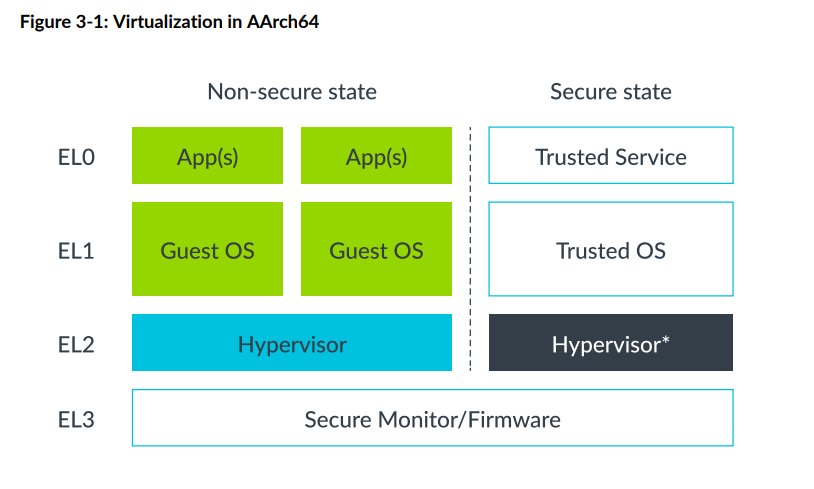 Figure 3-1: Virtualization in AArch64
Non-secure state
Secure state
EL0
App(s)
App(s)
Trusted Service
EL1
Guest OS
Guest OS
Trusted OS
EL2
Hypervisor
Hypervisor*
EL3
Secure Monitor/Firmware